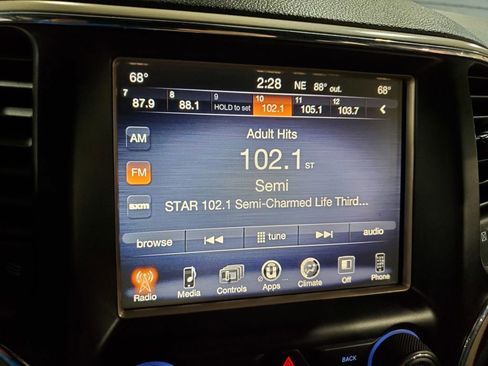 68° 2:28 NE 88° out. 68°
7 8 9 10 11 12
87.9 88.1 HOLD to set 102.1 105.1 103.7
AM
Adult Hits
FM
102.1 ST
Semi
sxm
STAR 102.1 Semi-Charmed Life Third...
browse tune audio
Radio Media Controls Apps Climate Off Phone
BACK